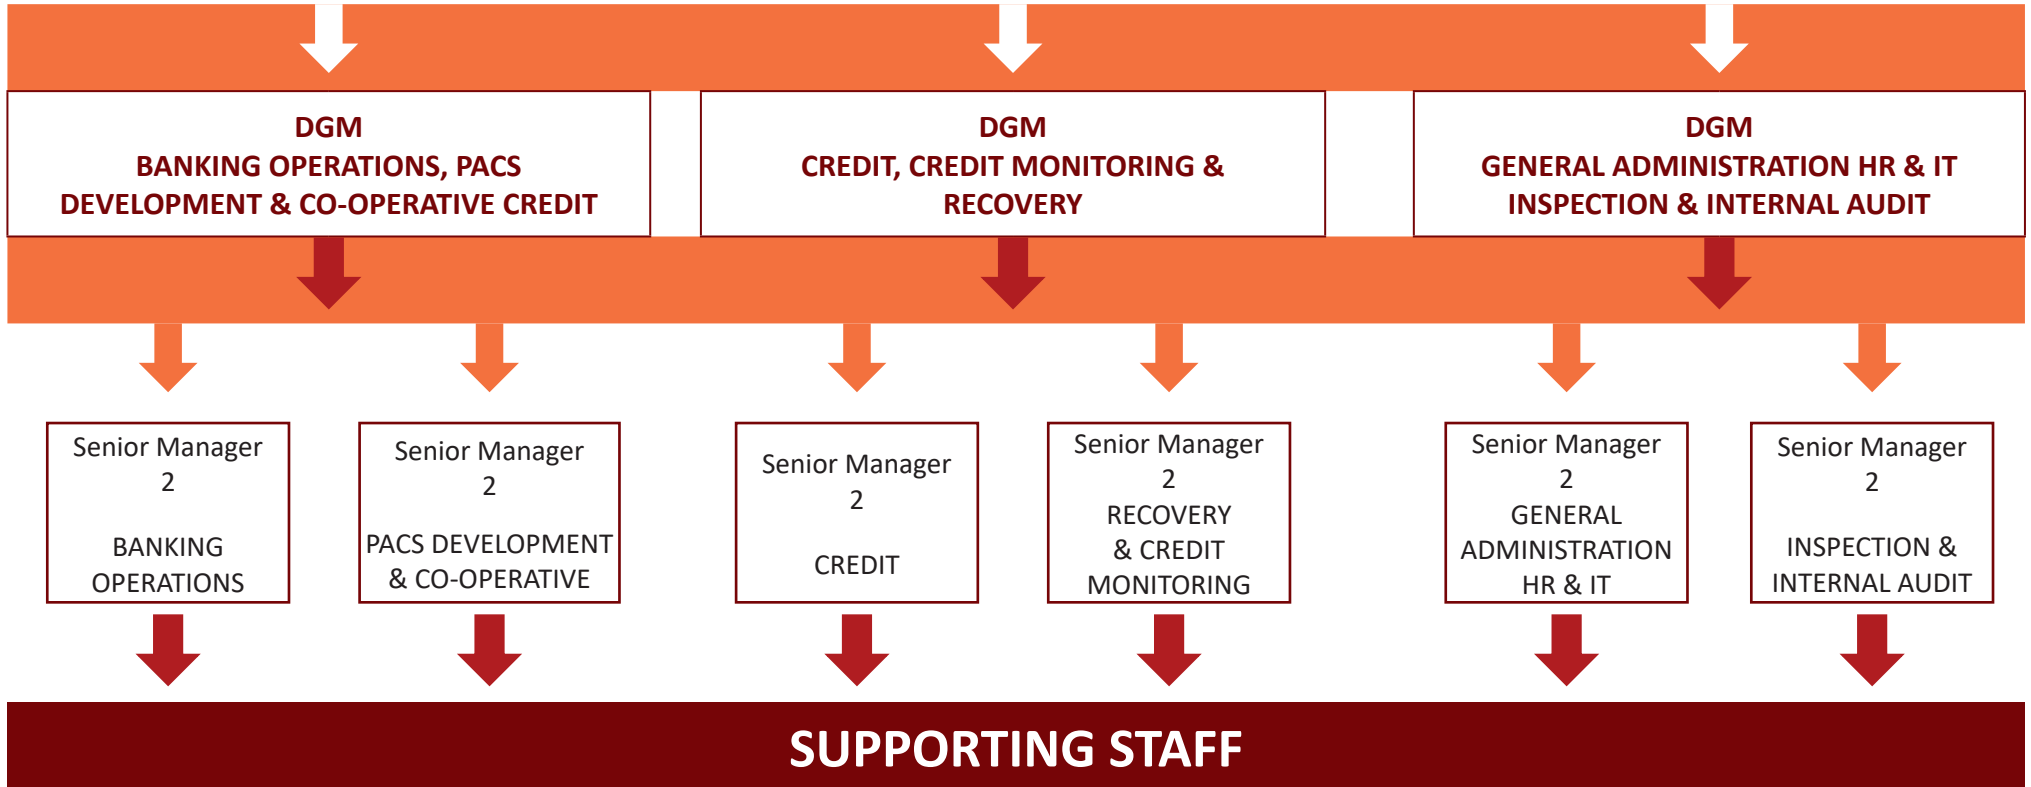 DGM
BANKING OPERATIONS, PACS
DEVELOPMENT & CO-OPERATIVE CREDIT
DGM
CREDIT, CREDIT MONITORING &
RECOVERY
DGM
GENERAL ADMINISTRATION HR & IT
INSPECTION & INTERNAL AUDIT
Senior Manager
2
BANKING
OPERATIONS
Senior Manager
2
PACS DEVELOPMENT
& CO-OPERATIVE
Senior Manager
2
CREDIT
Senior Manager
2
RECOVERY
& CREDIT
MONITORING
Senior Manager
2
GENERAL
ADMINISTRATION
HR & IT
Senior Manager
2
INSPECTION &
INTERNAL AUDIT
SUPPORTING STAFF